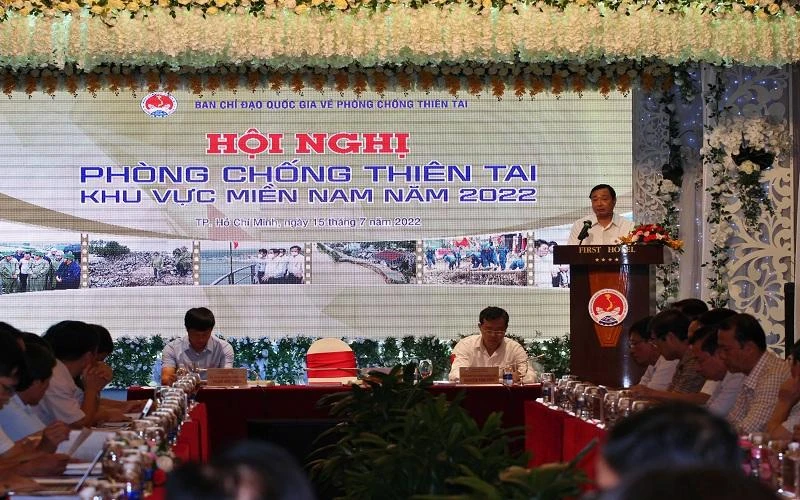 BAN CHỈ ĐẠO QUỐC GIA VỀ PHÒNG CHỐNG THIÊN TAI
HỘI NGHỊ
PHÒNG CHỐNG THIÊN TAI
KHU VỰC MIỀN NAM NĂM 2022
TP. Hồ Chí Minh, ngày 15 tháng 7 năm 2022
FIRST HOTEL